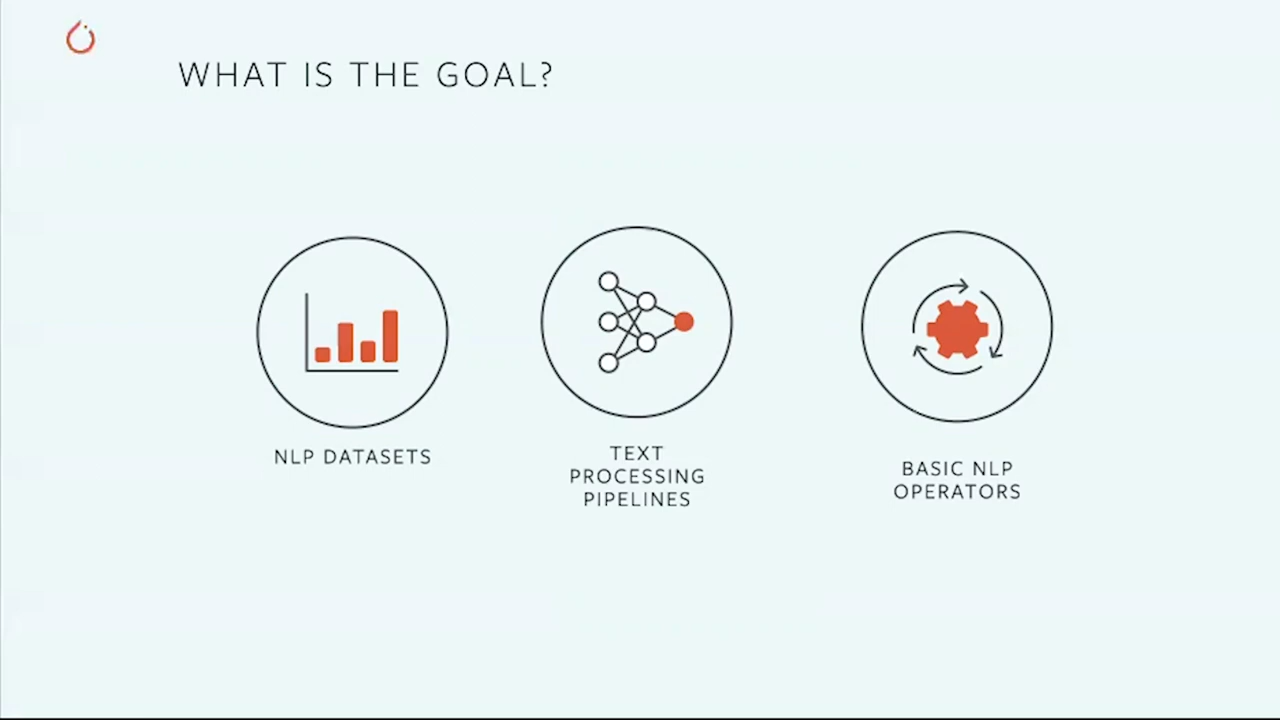 WHAT IS THE GOAL?
NLP DATASETS
TEXT
PROCESSING
PIPELINES
BASIC NLP
OPERATORS